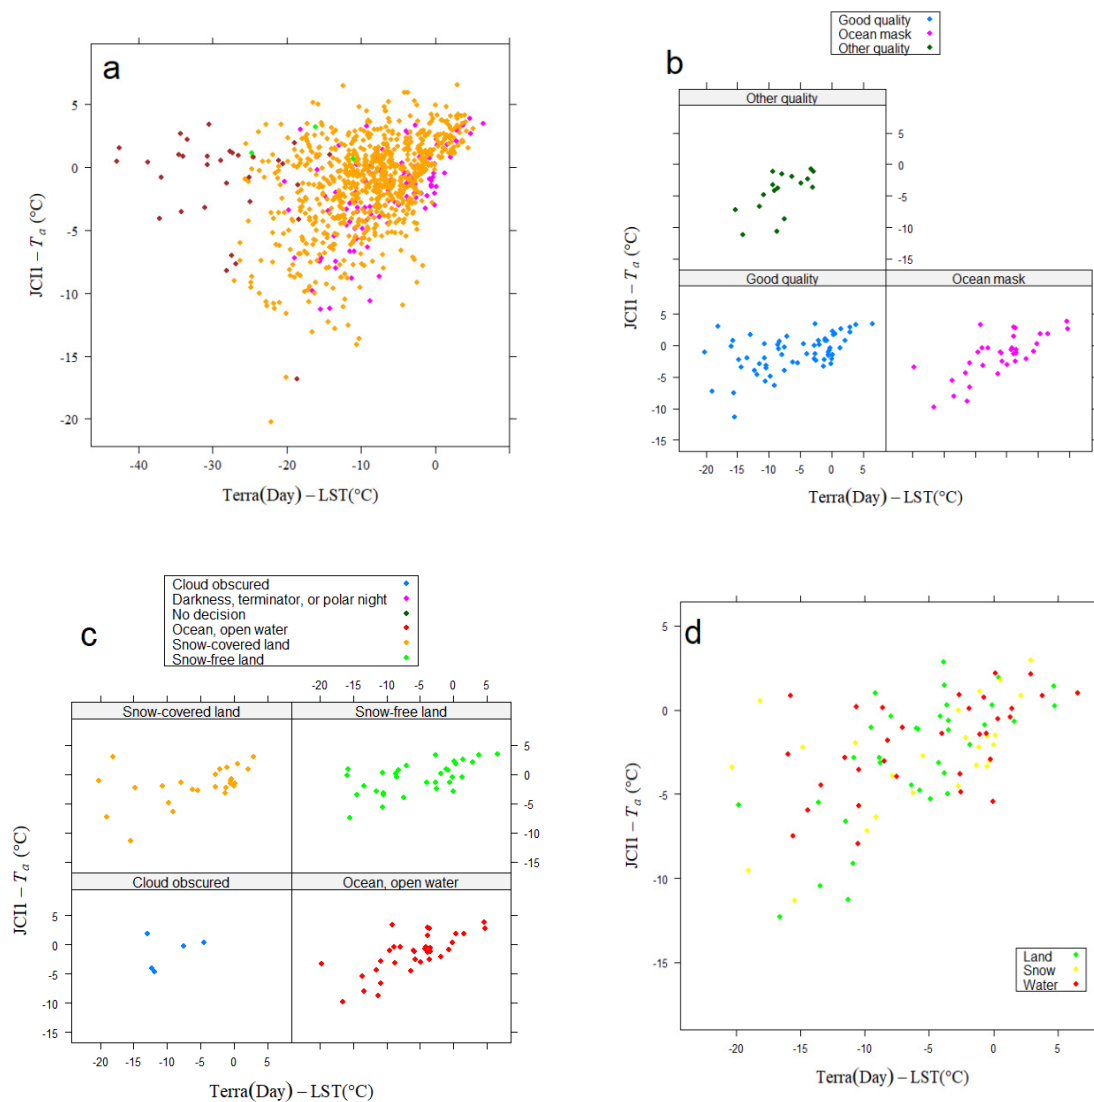 a
5
0
-5
-10
-15
-20
-40
-30
-20
-10
0
JCI1 − T a (°C)
Terra(Day) − LST(°C)
Good quality
Ocean mask
Other quality
b
Other quality
5
0
-5
-10
-15
Good quality
Ocean mask
5
0
-5
-10
-15
-20
-15
-10
-5
0
5
JCI1 − T a (°C)
Terra(Day) − LST(°C)
Cloud obscured
Darkness, terminator, or polar night
No decision
Ocean, open water
Snow-covered land
Snow-free land
c
-20 -15 -10 -5 0 5
Snow-covered land
Snow-free land
5
0
-5
-10
-15
Cloud obscured
Ocean, open water
5
0
-5
-10
-15
-20 -15 -10 -5 0 5
JCI1 − T a (°C)
Terra(Day) − LST(°C)
d
5
0
-5
-10
-15
JCI1 − T a (°C)
Land
Snow
Water
-20
-15
-10
-5
0
5
Terra(Day) − LST(°C)